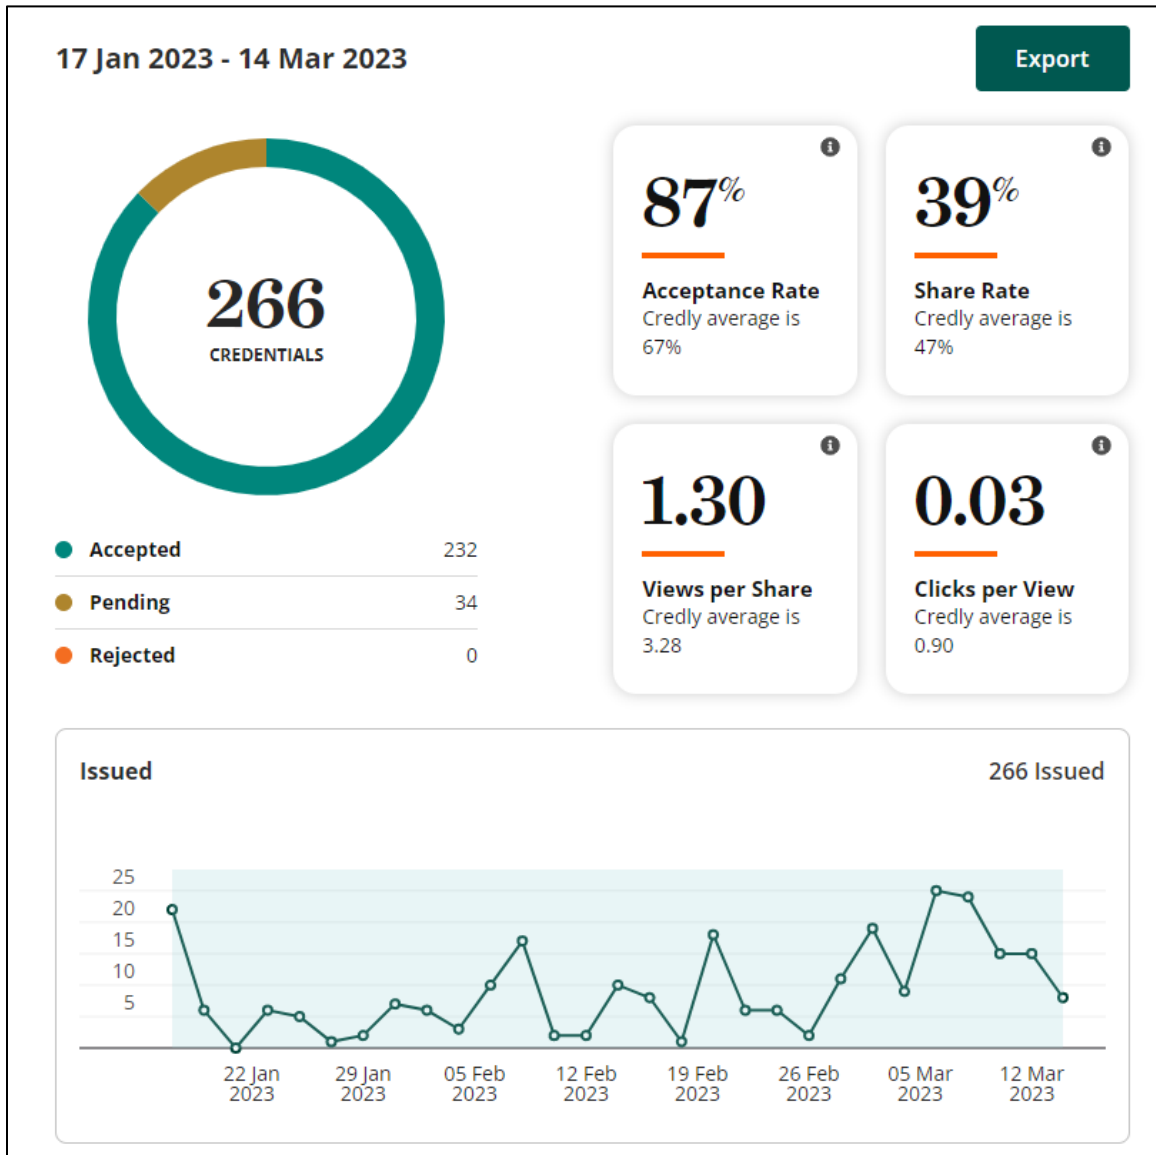 17 Jan 2023 - 14 Mar 2023
Export
266
CREDENTIALS
Accepted 232
Pending 34
Rejected 0
87%
Acceptance Rate
Credly average is
67%
39%
Share Rate
Credly average is
47%
1.30
Views per Share
Credly average is
3.28
0.03
Clicks per View
Credly average is
0.90
Issued 266 Issued
25
20
15
10
5
22 Jan 29 Jan 05 Feb 12 Feb 19 Feb 26 Feb 05 Mar 12 Mar
2023 2023 2023 2023 2023 2023 2023 2023